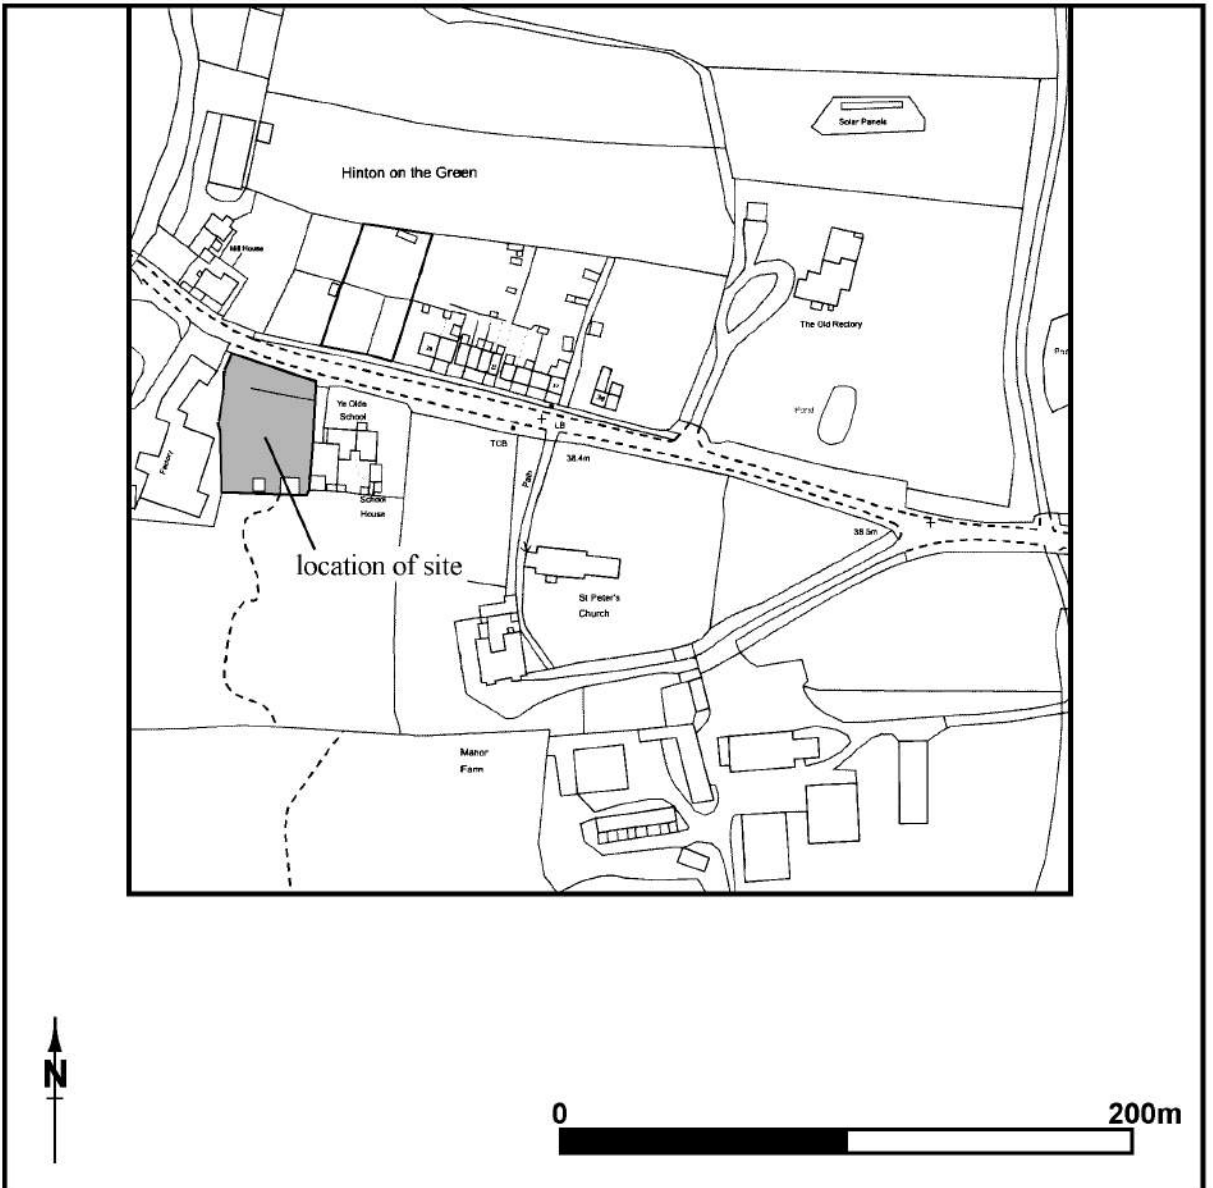 Solar Panels
Hinton on the Green
Mill House
The Old Rectory
Pond
Ye Olde
School
LB
TCB
38.4m
Path
Factory
School
House
38.5m
location of site
St Peter's
Church
Manor
Farm
N
0
200m